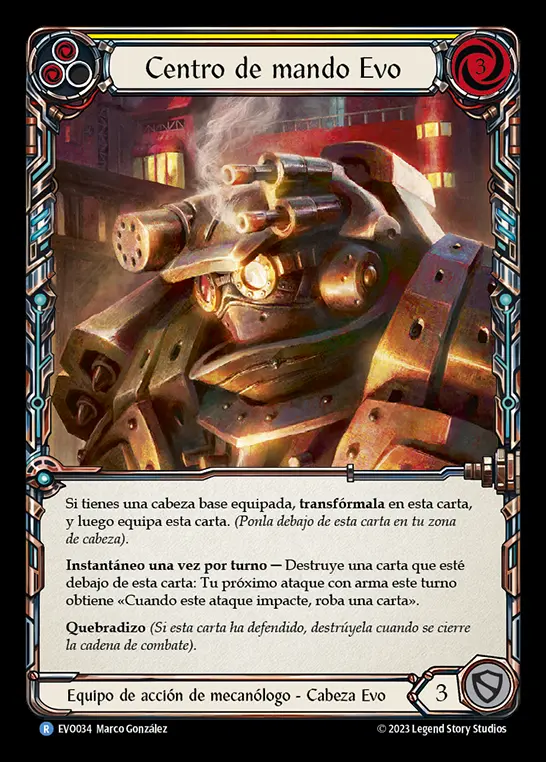 Centro de mando Evo
3
Si tienes una cabeza base equipada, transfórmala en esta carta,
y luego equipa esta carta. (Ponla debajo de esta carta en tu zona
de cabeza).
Instantáneo una vez por turno — Destruye una carta que esté
debajo de esta carta: Tu próximo ataque con arma este turno
obtiene «Cuando este ataque impacte, roba una carta».
Quebradizo (Si esta carta ha defendido, destrúyela cuando se cierre
la cadena de combate).
Equipo de acción de mecanólogo - Cabeza Evo
3
R EVO034 Marco González
© 2023 Legend Story Studios